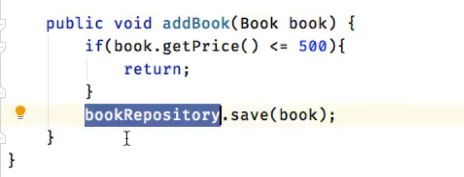 public void addBook(Book book) {
if(book.getPrice() <= 500){
return;
}
bookRepository.save(book);
}
}